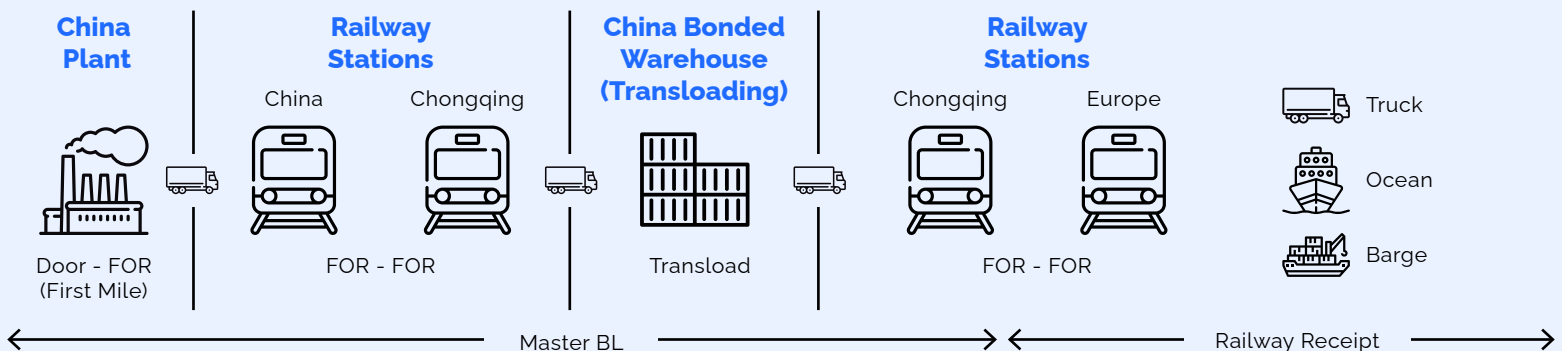 China
Plant
Railway
Stations
China Bonded
Warehouse
(Transloading)
Railway
Stations
China
Chongqing
Chongqing
Europe
Truck
Ocean
Barge
Door - FOR
(First Mile)
FOR - FOR
Transload
FOR - FOR
Master BL
Railway Receipt